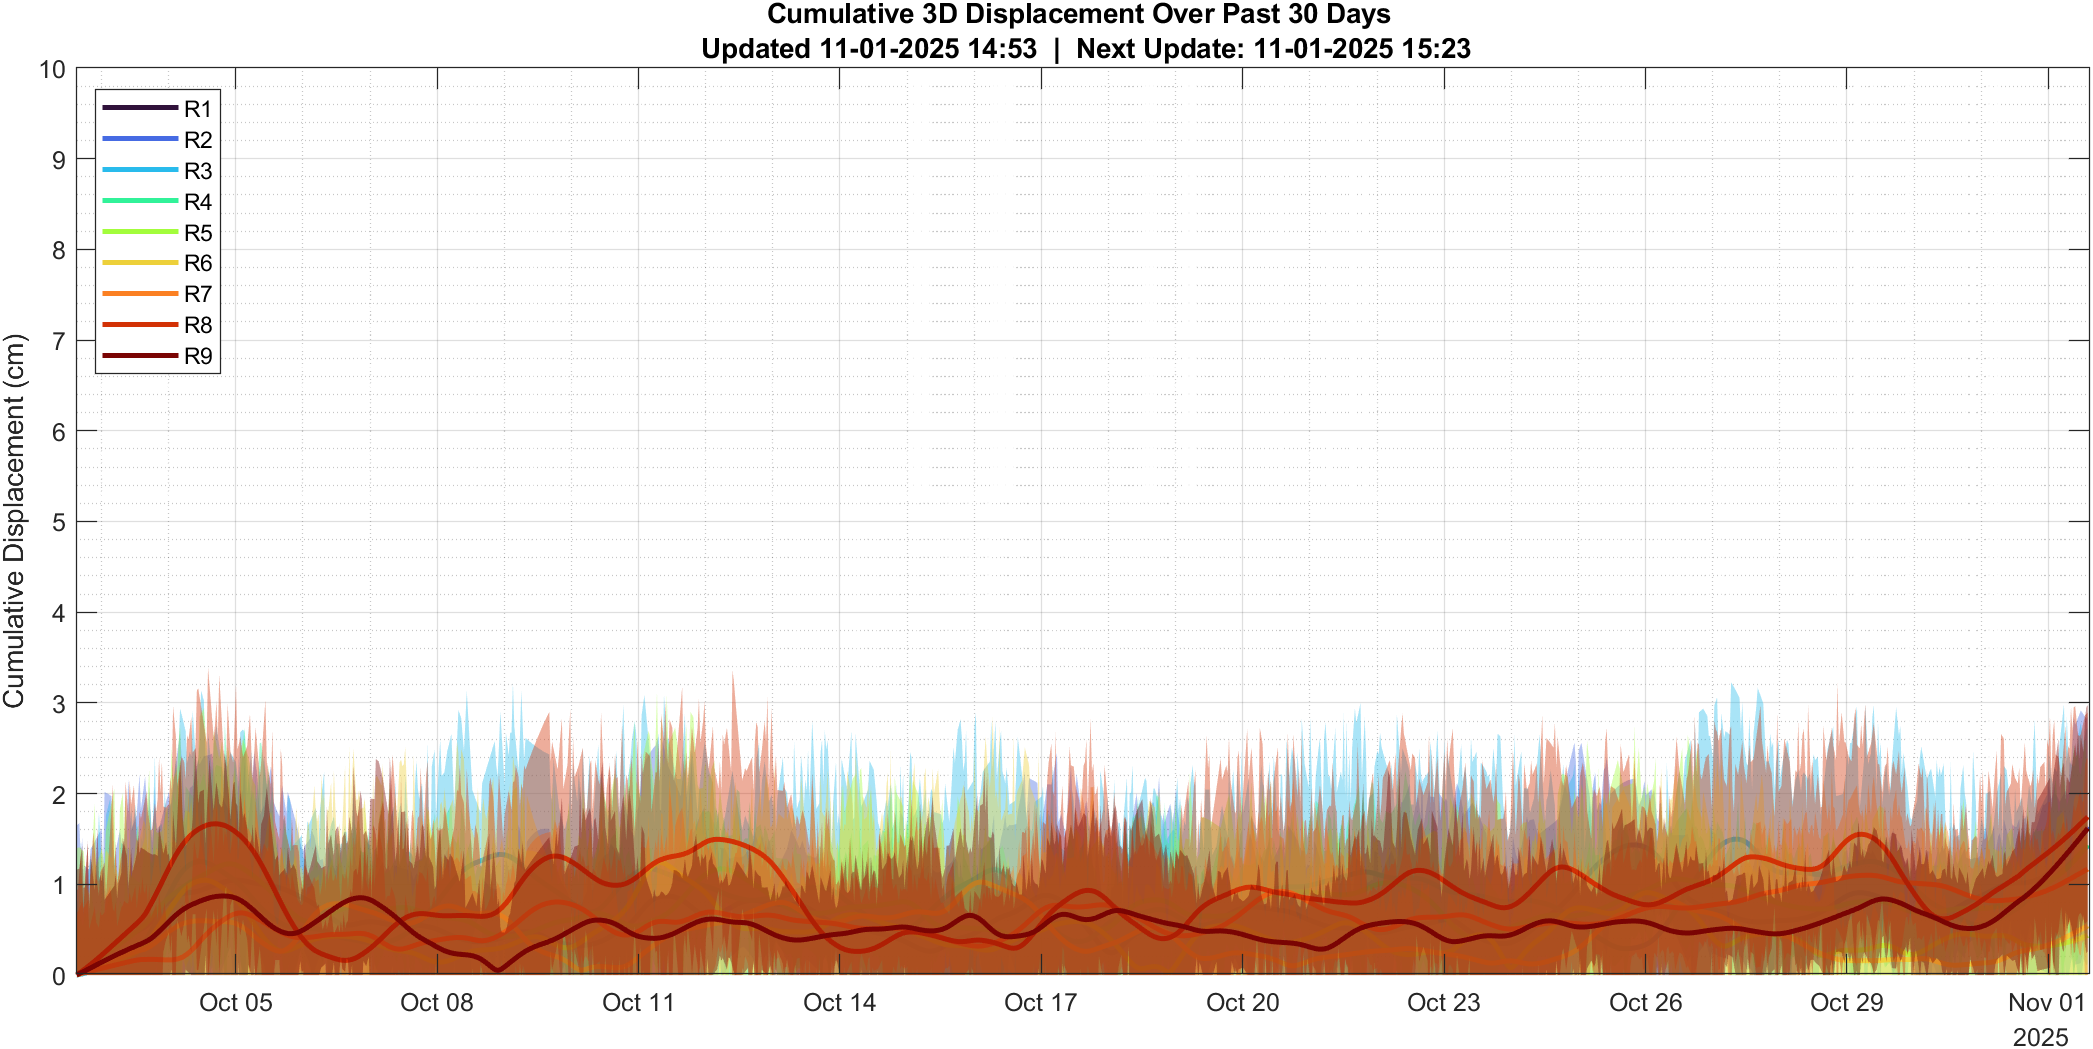 Cumulative 3D Displacement Over Past 30 Days
Updated 11-01-2025 14:53 | Next Update: 11-01-2025 15:23
Cumulative Displacement (cm)
10
9
8
7
6
5
4
3
2
1
0
R1
R2
R3
R4
R5
R6
R7
R8
R9
Oct 05 Oct 08 Oct 11 Oct 14 Oct 17 Oct 20 Oct 23 Oct 26 Oct 29 Nov 01
2025